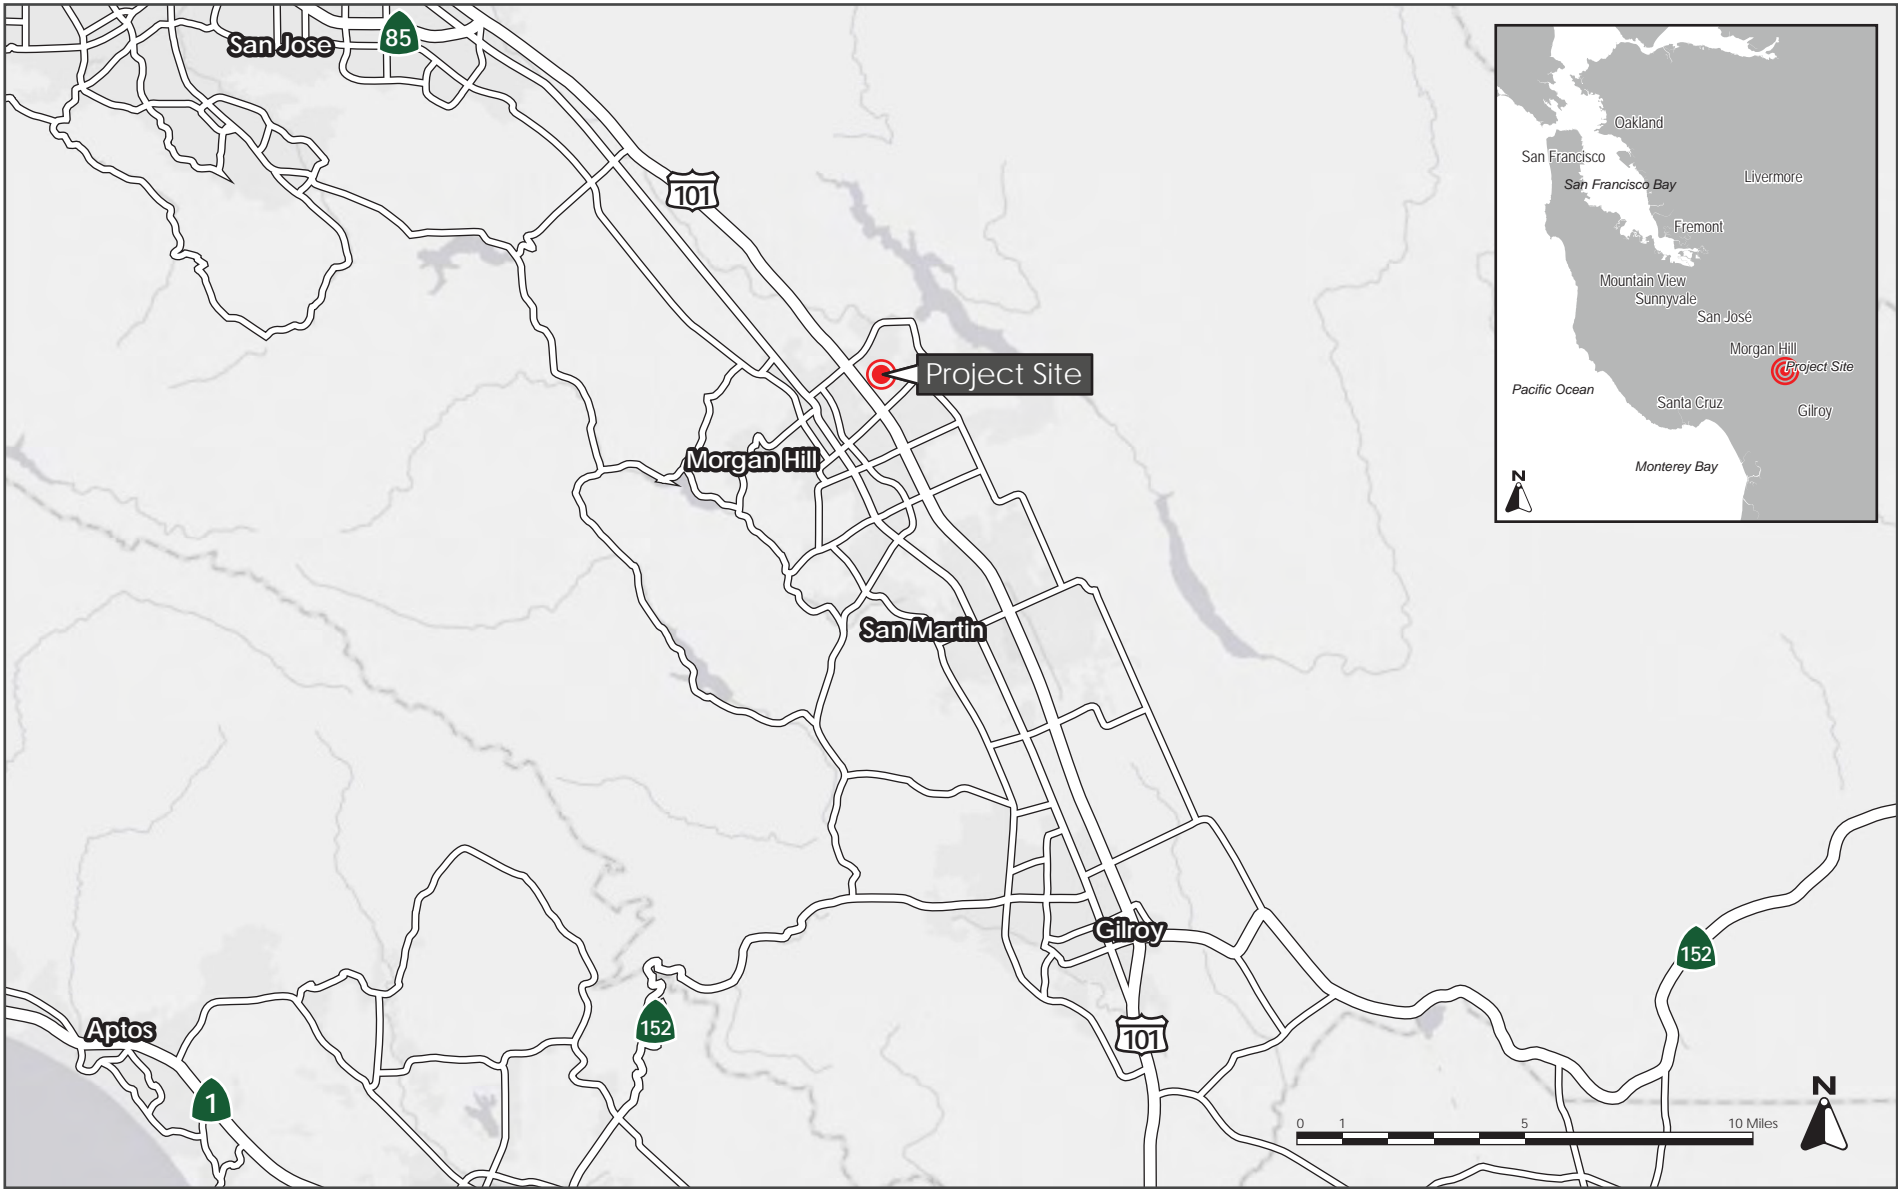 San Jose
85
101
Project Site
Morgan Hill
San Martin
Gilroy
152
Aptos
152
101
1
0 1 5 10 Miles
N
Oakland
San Francisco
San Francisco Bay
Livermore
Fremont
Mountain View
Sunnyvale
San José
Morgan Hill
Project Site
Pacific Ocean
Santa Cruz
Gilroy
Monterey Bay
N